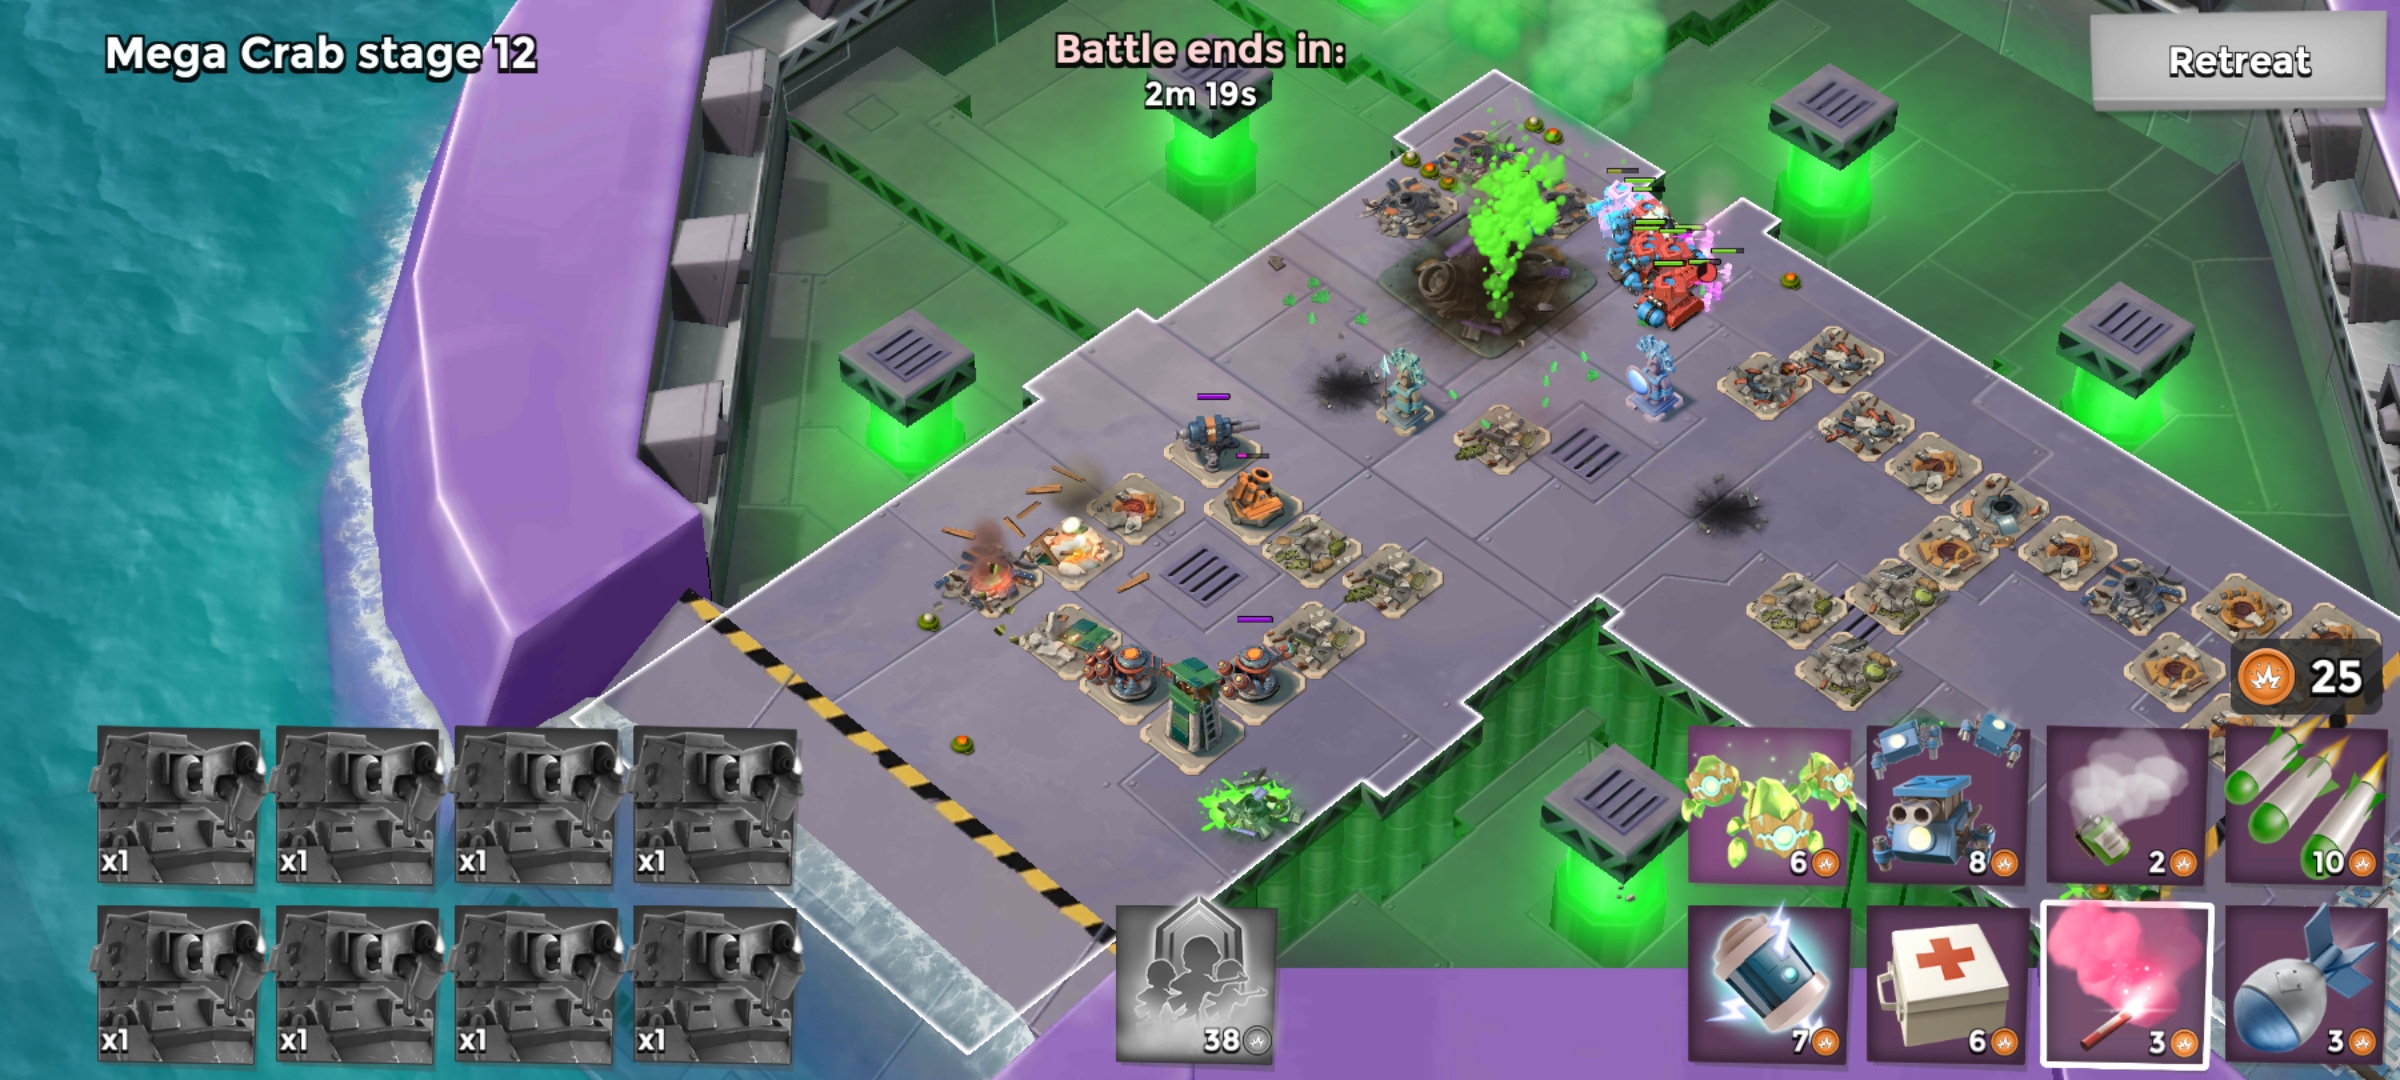 Mega Crab stage 12
Battle ends in:
2m 19s
Retreat
25
x1
x1
x1
x1
6
8
2
10
x1
x1
x1
x1
38
7
6
3
3